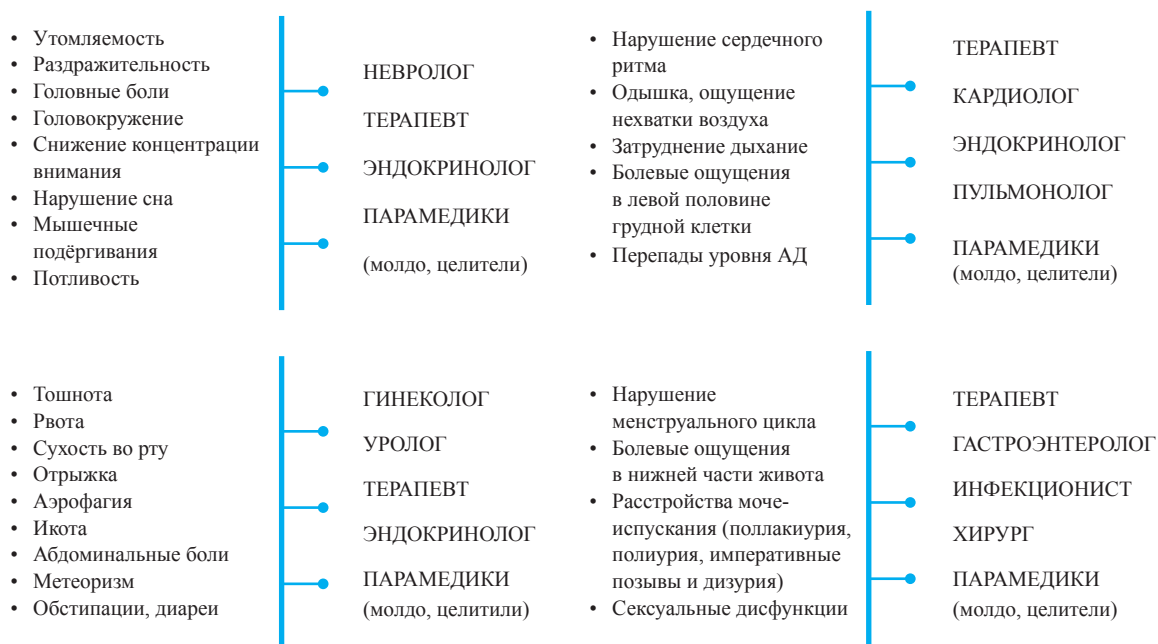 • Утомляемость
• Раздражительность
• Головные боли
• Головокружение
• Снижение концентрации
внимания
• Нарушение сна
• Мышечные
подёргивания
• Потливость
НЕВРОЛОГ
ТЕРАПЕВТ
ЭНДОКРИНОЛОГ
ПАРАМЕДИКИ
(молдо, целители)
• Нарушение сердечного
ритма
• Одышка, ощущение
нехватки воздуха
• Затруднение дыхание
• Болевые ощущения
в левой половине
грудной клетки
• Перепады уровня АД
ТЕРАПЕВТ
КАРДИОЛОГ
ЭНДОКРИНОЛОГ
ПУЛЬМОНОЛОГ
ПАРАМЕДИКИ
(молдо, целители)
• Тошнота
• Рвота
• Сухость во рту
• Отрыжка
• Аэрофагия
• Икота
• Абдоминальные боли
• Метеоризм
• Обстипации, диареи
ГИНЕКОЛОГ
УРОЛОГ
ТЕРАПЕВТ
ЭНДОКРИНОЛОГ
ПАРАМЕДИКИ
(молдо, целитили)
• Нарушение
менструального цикла
• Болевые ощущения
в нижней части живота
• Расстройства моче-
испускания (поллакиурия,
полиурия, императивные
позывы и дизурия)
• Сексуальные дисфункции
ТЕРАПЕВТ
ГАСТРОЭНТЕРОЛОГ
ИНФЕКЦИОНИСТ
ХИРУРГ
ПАРАМЕДИКИ
(молдо, целители)